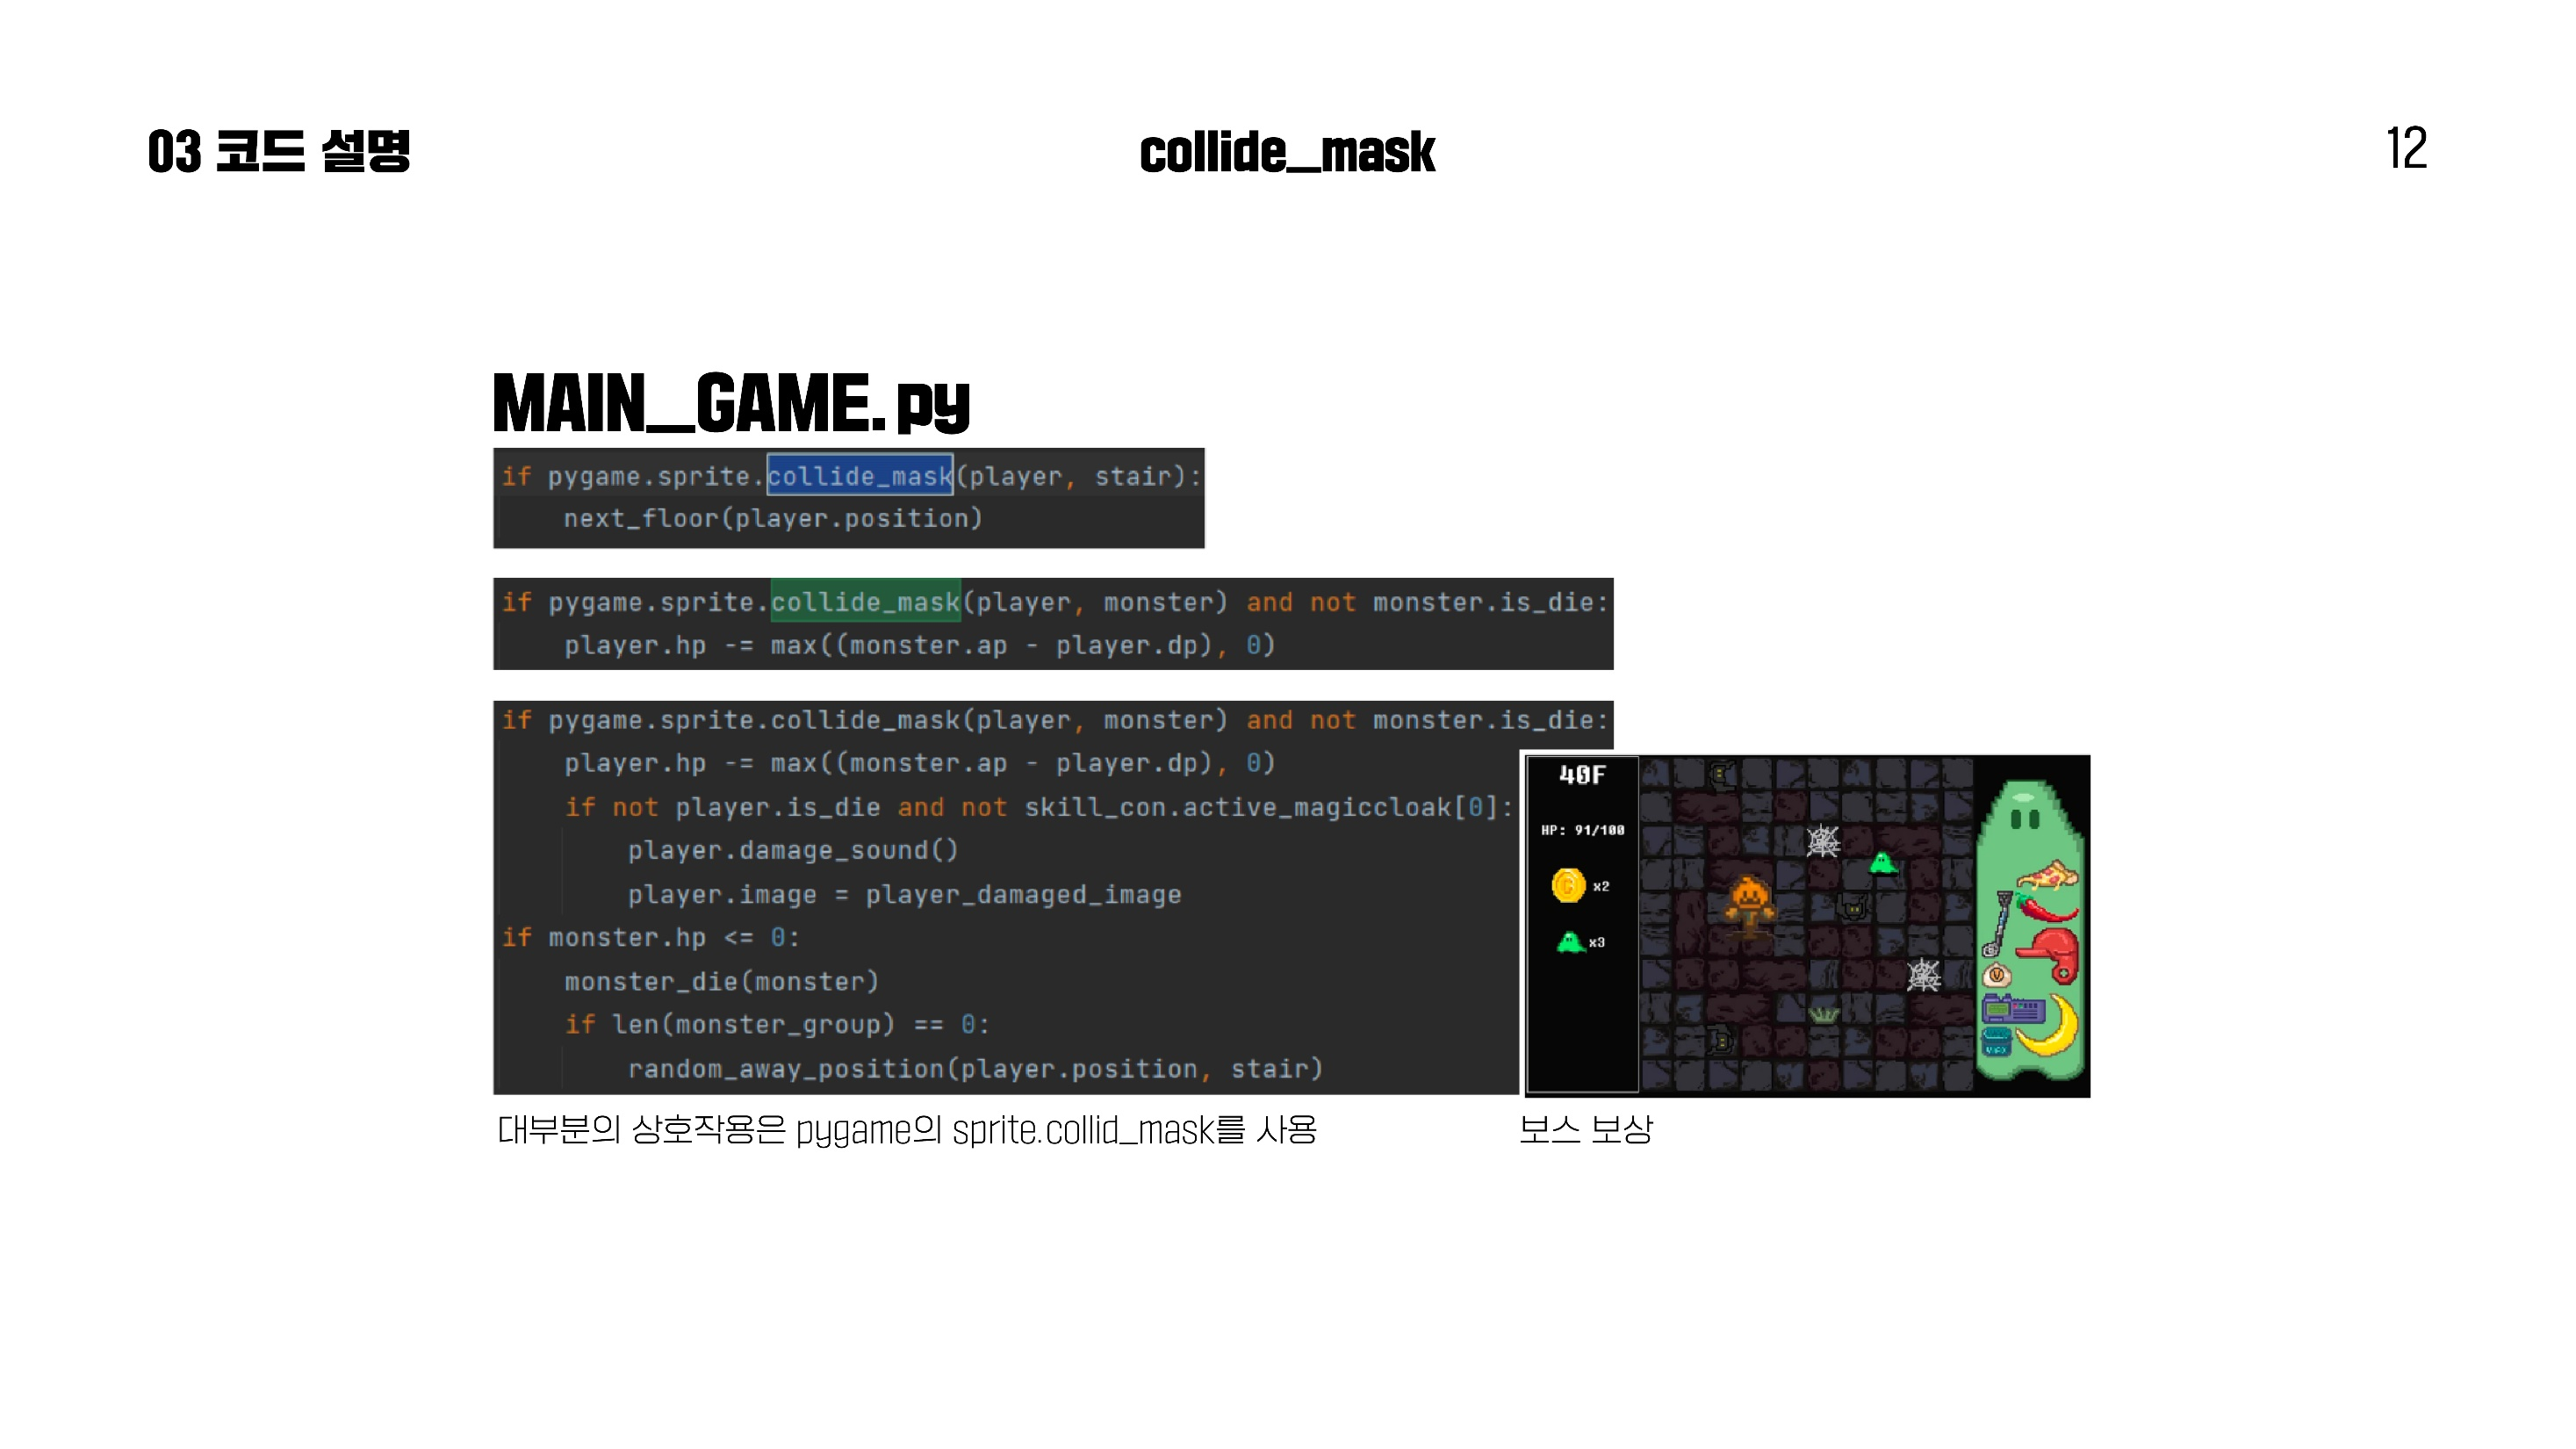 03 코드 설명
collide_mask
12
MAIN_GAME.py
if pygame.sprite.collide_mask(player, stair):
    next_floor(player.position)
if pygame.sprite.collide_mask(player, monster) and not monster.is_die:
    player.hp -= max((monster.ap - player.dp), 0)
if pygame.sprite.collide_mask(player, monster) and not monster.is_die:
    player.hp -= max((monster.ap - player.dp), 0)
    if not player.is_die and not skill_con.active_magiccloak[0]:
        player.damage_sound()
        player.image = player_damaged_image
if monster.hp <= 0:
    monster_die(monster)
    if len(monster_group) == 0:
        random_away_position(player.position, stair)
40F
HP: 91/100
x2
x3
대부분의 상호작용은 pygame의 sprite.collid_mask를 사용
보스 보상